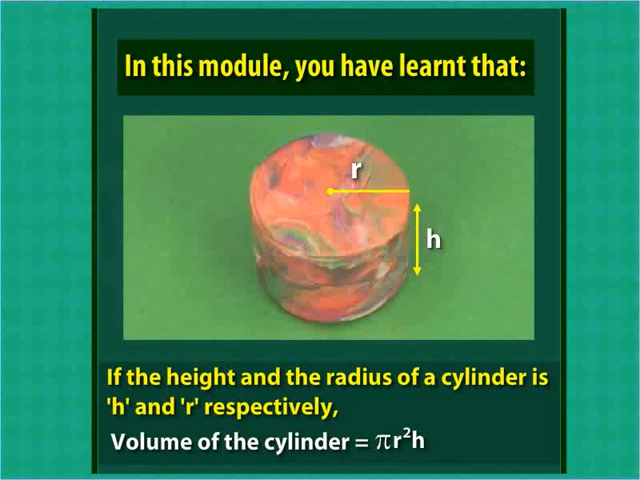 In this module, you have learnt that:
r
h
If the height and the radius of a cylinder is
'h' and 'r' respectively,
Volume of the cylinder = πr²h